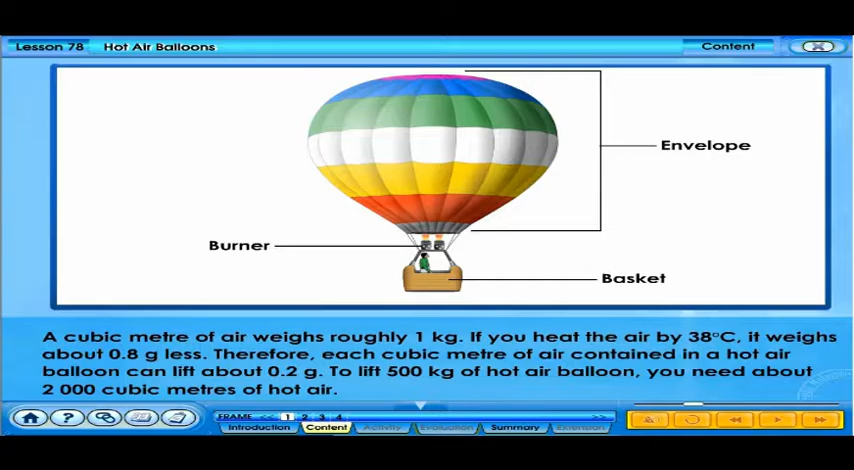 Lesson 78 Hot Air Balloons Content
Envelope
Burner
Basket
A cubic metre of air weighs roughly 1 kg. If you heat the air by 38°C, it weighs
about 0.8 g less. Therefore, each cubic metre of air contained in a hot air
balloon can lift about 0.2 g. To lift 500 kg of hot air balloon, you need about
2 000 cubic metres of hot air.
FRAME << 1 2 3 4 >>
Introduction Content Activity Evaluation Summary Extension